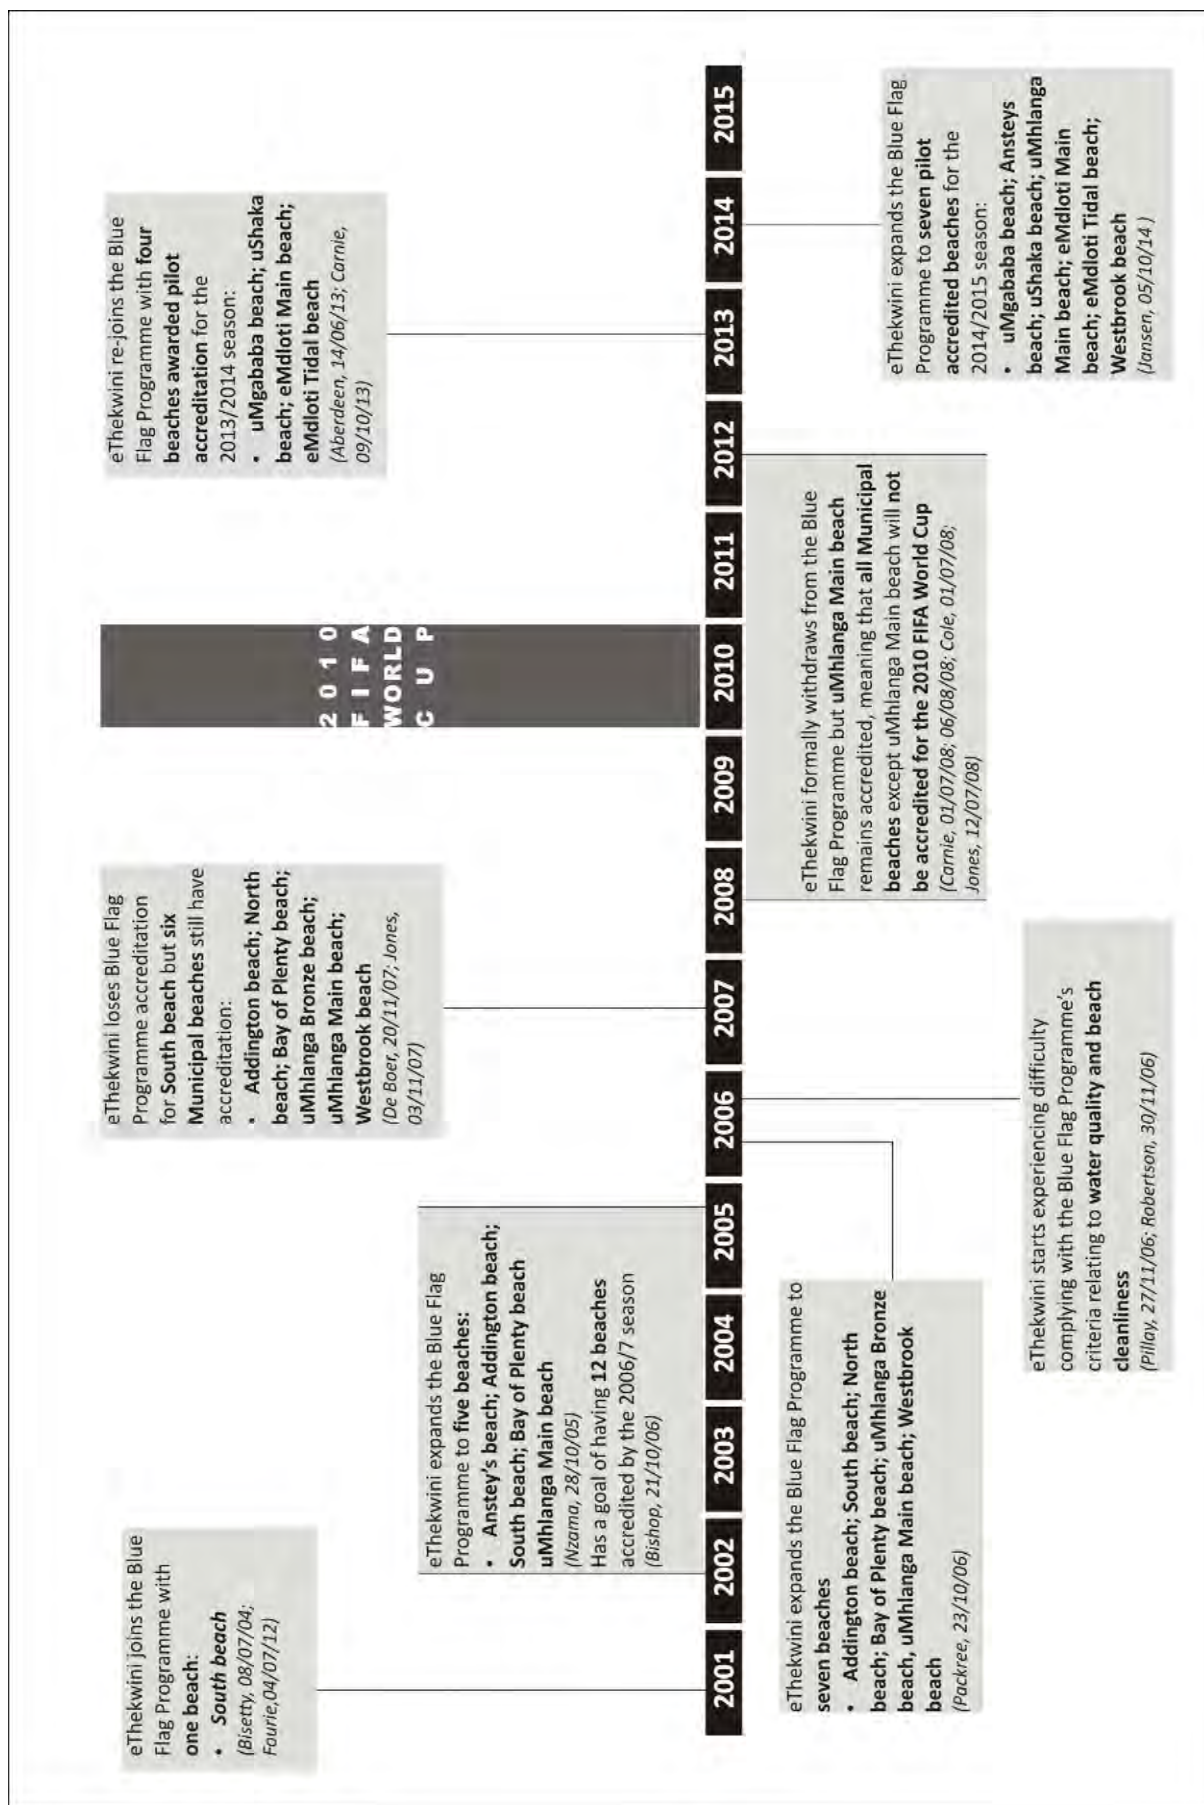 eThekwini joins the Blue
Flag Programme with
one beach:
• South beach
(Bisetty, 08/07/04;
Fourie,04/07/12)
eThekwini expands the Blue Flag
Programme to five beaches:
• Anstey's beach; Addington beach;
South beach; Bay of Plenty beach
uMhlanga Main beach
(Nzama, 28/10/05)
Has a goal of having 12 beaches
accredited by the 2006/7 season
(Bishop, 21/10/06)
eThekwini loses Blue Flag
Programme accreditation
for South beach but six
Municipal beaches still have
accreditation:
• Addington beach; North
beach; Bay of Plenty beach;
uMhlanga Bronze beach;
uMhlanga Main beach;
Westbrook beach
(De Boer, 20/11/07; Jones,
03/11/07)
2010
FIFA
WORLD
CUP
eThekwini re-joins the Blue
Flag Programme with four
beaches awarded pilot
accreditation for the
2013/2014 season:
• uMgababa beach; uShaka
beach; eMdloti Main beach;
eMdloti Tidal beach
(Aberdeen, 14/06/13; Carnie,
09/10/13)
2001
2002
2003
2004
2005
2006
2007
2008
2009
2010
2011
2012
2013
2014
2015
eThekwini expands the Blue Flag Programme to
seven beaches
• Addington beach; South beach; North
beach; Bay of Plenty beach; uMhlanga Bronze
beach, uMhlanga Main beach; Westbrook
beach
(Packree, 23/10/06)
eThekwini starts experiencing difficulty
complying with the Blue Flag Programme's
criteria relating to water quality and beach
cleanliness
(Pillay, 27/11/06; Robertson, 30/11/06)
eThekwini formally withdraws from the Blue
Flag Programme but uMhlanga Main beach
remains accredited, meaning that all Municipal
beaches except uMhlanga Main beach will not
be accredited for the 2010 FIFA World Cup
(Carnie, 01/07/08; 06/08/08; Cole, 01/07/08;
Jones, 12/07/08)
eThekwini expands the Blue Flag
Programme to seven pilot
accredited beaches for the
2014/2015 season:
• uMgababa beach; Ansteys
beach; uShaka beach; uMhlanga
Main beach; eMdloti Main
beach; eMdloti Tidal beach;
Westbrook beach
(Jansen, 05/10/14 )